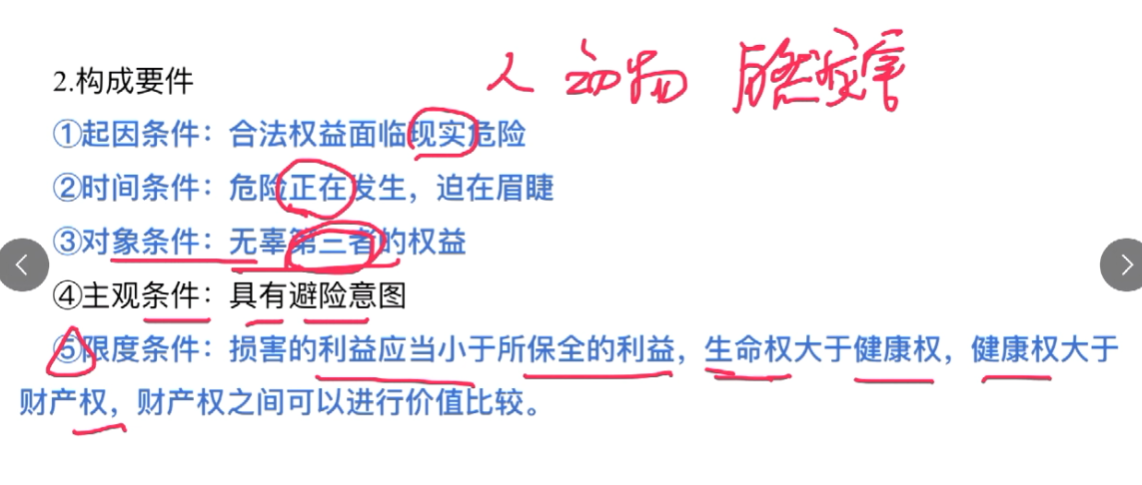 人 动物 自然灾害
2.构成要件
①起因条件：合法权益面临现实危险
②时间条件：危险正在发生，迫在眉睫
③对象条件：无辜第三者的权益
④主观条件：具有避险意图
⑤限度条件：损害的利益应当小于所保全的利益，生命权大于健康权，健康权大于
财产权，财产权之间可以进行价值比较。